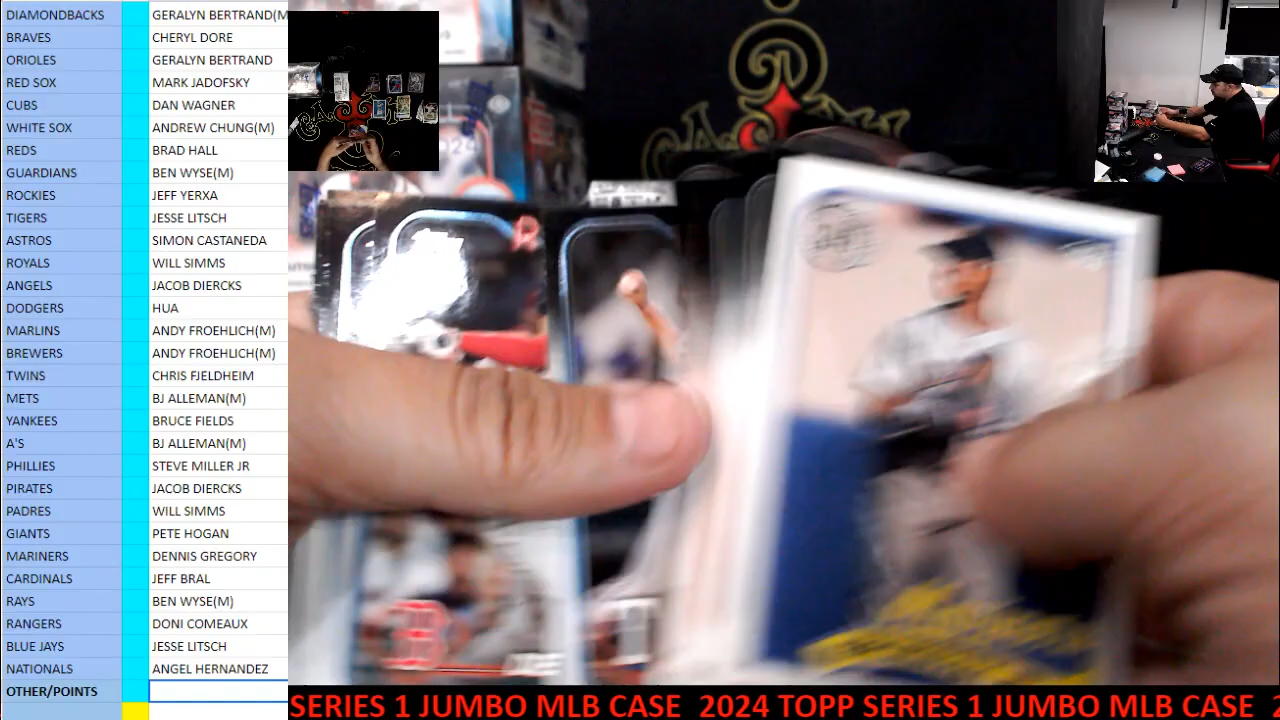 DIAMONDBACKS GERALYN BERTRAND(M
BRAVES CHERYL DORE
ORIOLES GERALYN BERTRAND
RED SOX MARK JADOFSKY
CUBS DAN WAGNER
WHITE SOX ANDREW CHUNG(M)
REDS BRAD HALL
GUARDIANS BEN WYSE(M)
ROCKIES JEFF YERXA
TIGERS JESSE LITSCH
ASTROS SIMON CASTANEDA
ROYALS WILL SIMMS
ANGELS JACOB DIERCKS
DODGERS HUA
MARLINS ANDY FROEHLICH(M)
BREWERS ANDY FROEHLICH(M)
TWINS CHRIS FJELDHEIM
METS BJ ALLEMAN(M)
YANKEES BRUCE FIELDS
A'S BJ ALLEMAN(M)
PHILLIES STEVE MILLER JR
PIRATES JACOB DIERCKS
PADRES WILL SIMMS
GIANTS PETE HOGAN
MARINERS DENNIS GREGORY
CARDINALS JEFF BRAL
RAYS BEN WYSE(M)
RANGERS DONI COMEAUX
BLUE JAYS JESSE LITSCH
NATIONALS ANGEL HERNANDEZ
OTHER/POINTS
SERIES 1 JUMBO MLB CASE 2024 TOPP SERIES 1 JUMBO MLB CASE 2